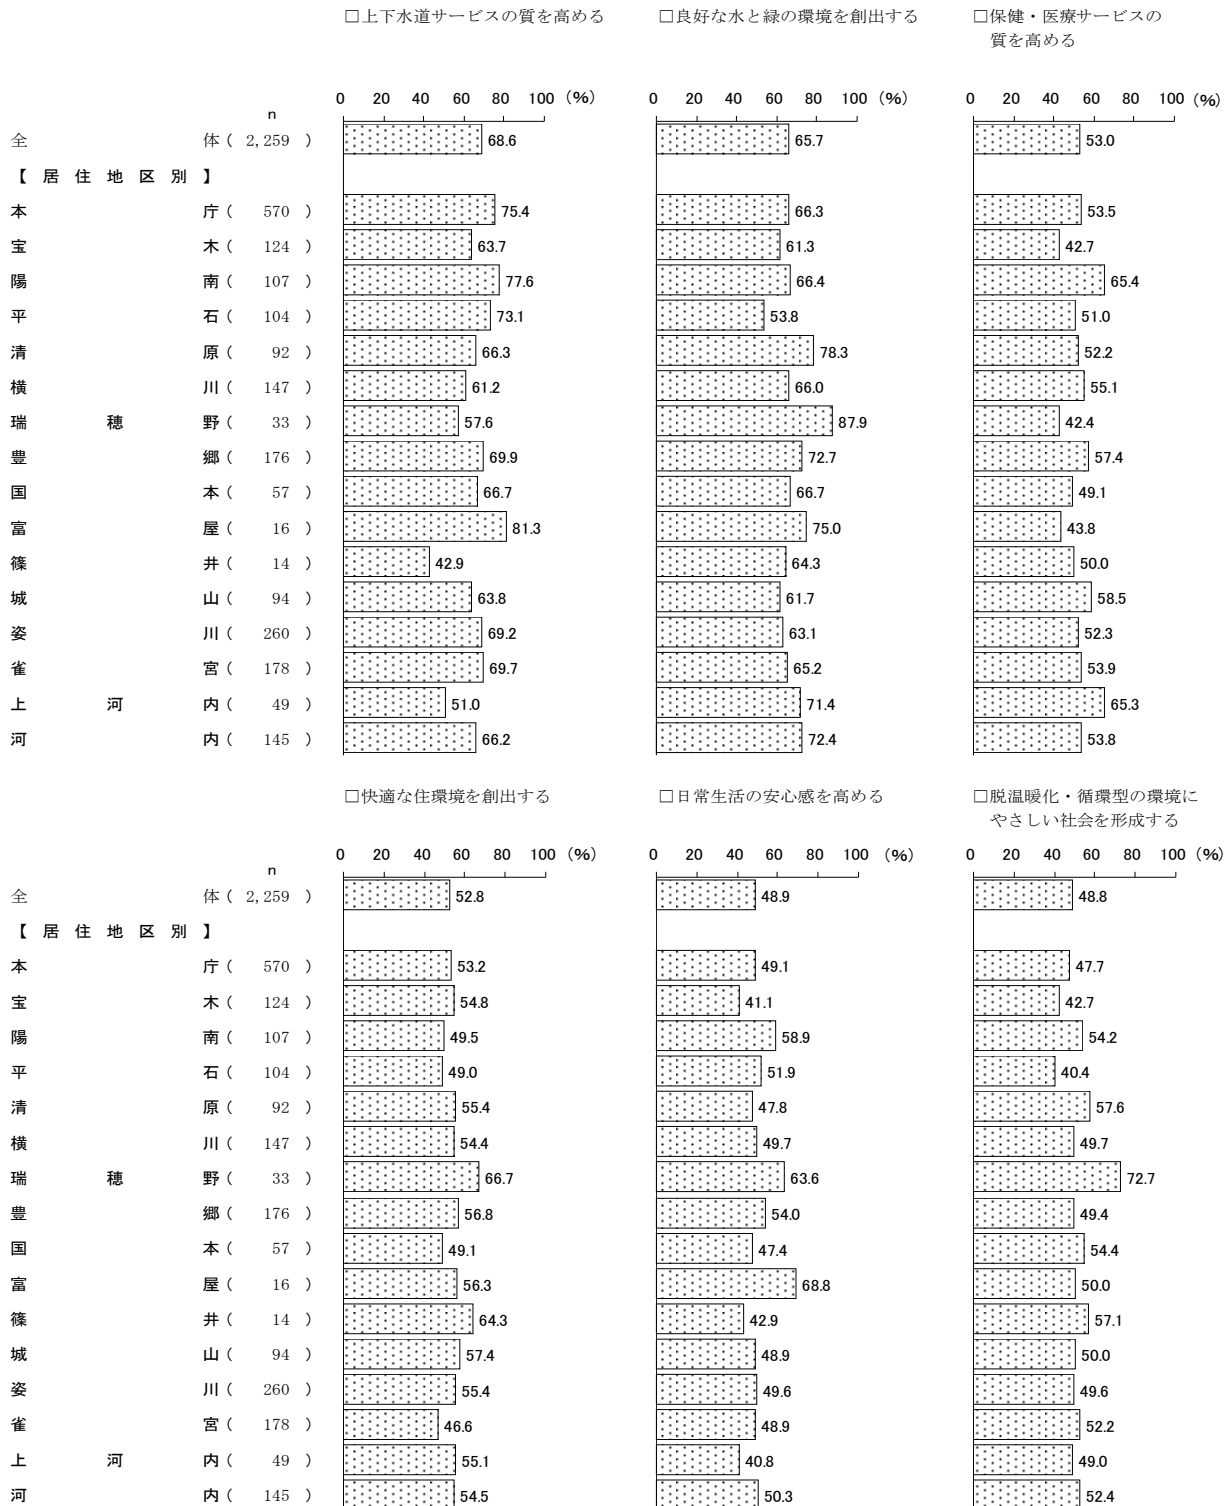 □上下水道サービスの質を高める □良好な水と緑の環境を創出する □保健・医療サービスの
質を高める
0 20 40 60 80 100 (%) 0 20 40 60 80 100 (%) 0 20 40 60 80 100 (%)
n
全体 ( 2,259 ) 68.6 65.7 53.0
【居住地区別】
本庁 ( 570 ) 75.4 66.3 53.5
宝木 ( 124 ) 63.7 61.3 42.7
陽南 ( 107 ) 77.6 66.4 65.4
平石 ( 104 ) 73.1 53.8 51.0
清原 ( 92 ) 66.3 78.3 52.2
横川 ( 147 ) 61.2 66.0 55.1
瑞穂野 ( 33 ) 57.6 87.9 42.4
豊郷 ( 176 ) 69.9 72.7 57.4
国本 ( 57 ) 66.7 66.7 49.1
富屋 ( 16 ) 81.3 75.0 43.8
篠井 ( 14 ) 42.9 64.3 50.0
城山 ( 94 ) 63.8 61.7 58.5
姿川 ( 260 ) 69.2 63.1 52.3
雀宮 ( 178 ) 69.7 65.2 53.9
上河内 ( 49 ) 51.0 71.4 65.3
河内 ( 145 ) 66.2 72.4 53.8
□快適な住環境を創出する □日常生活の安心感を高める □脱温暖化・循環型の環境に
やさしい社会を形成する
0 20 40 60 80 100 (%) 0 20 40 60 80 100 (%) 0 20 40 60 80 100 (%)
n
全体 ( 2,259 ) 52.8 48.9 48.8
【居住地区別】
本庁 ( 570 ) 53.2 49.1 47.7
宝木 ( 124 ) 54.8 41.1 42.7
陽南 ( 107 ) 49.5 58.9 54.2
平石 ( 104 ) 49.0 51.9 40.4
清原 ( 92 ) 55.4 47.8 57.6
横川 ( 147 ) 54.4 49.7 49.7
瑞穂野 ( 33 ) 66.7 63.6 72.7
豊郷 ( 176 ) 56.8 54.0 49.4
国本 ( 57 ) 49.1 47.4 54.4
富屋 ( 16 ) 56.3 68.8 50.0
篠井 ( 14 ) 64.3 42.9 57.1
城山 ( 94 ) 57.4 48.9 50.0
姿川 ( 260 ) 55.4 49.6 49.6
雀宮 ( 178 ) 46.6 48.9 52.2
上河内 ( 49 ) 55.1 40.8 49.0
河内 ( 145 ) 54.5 50.3 52.4